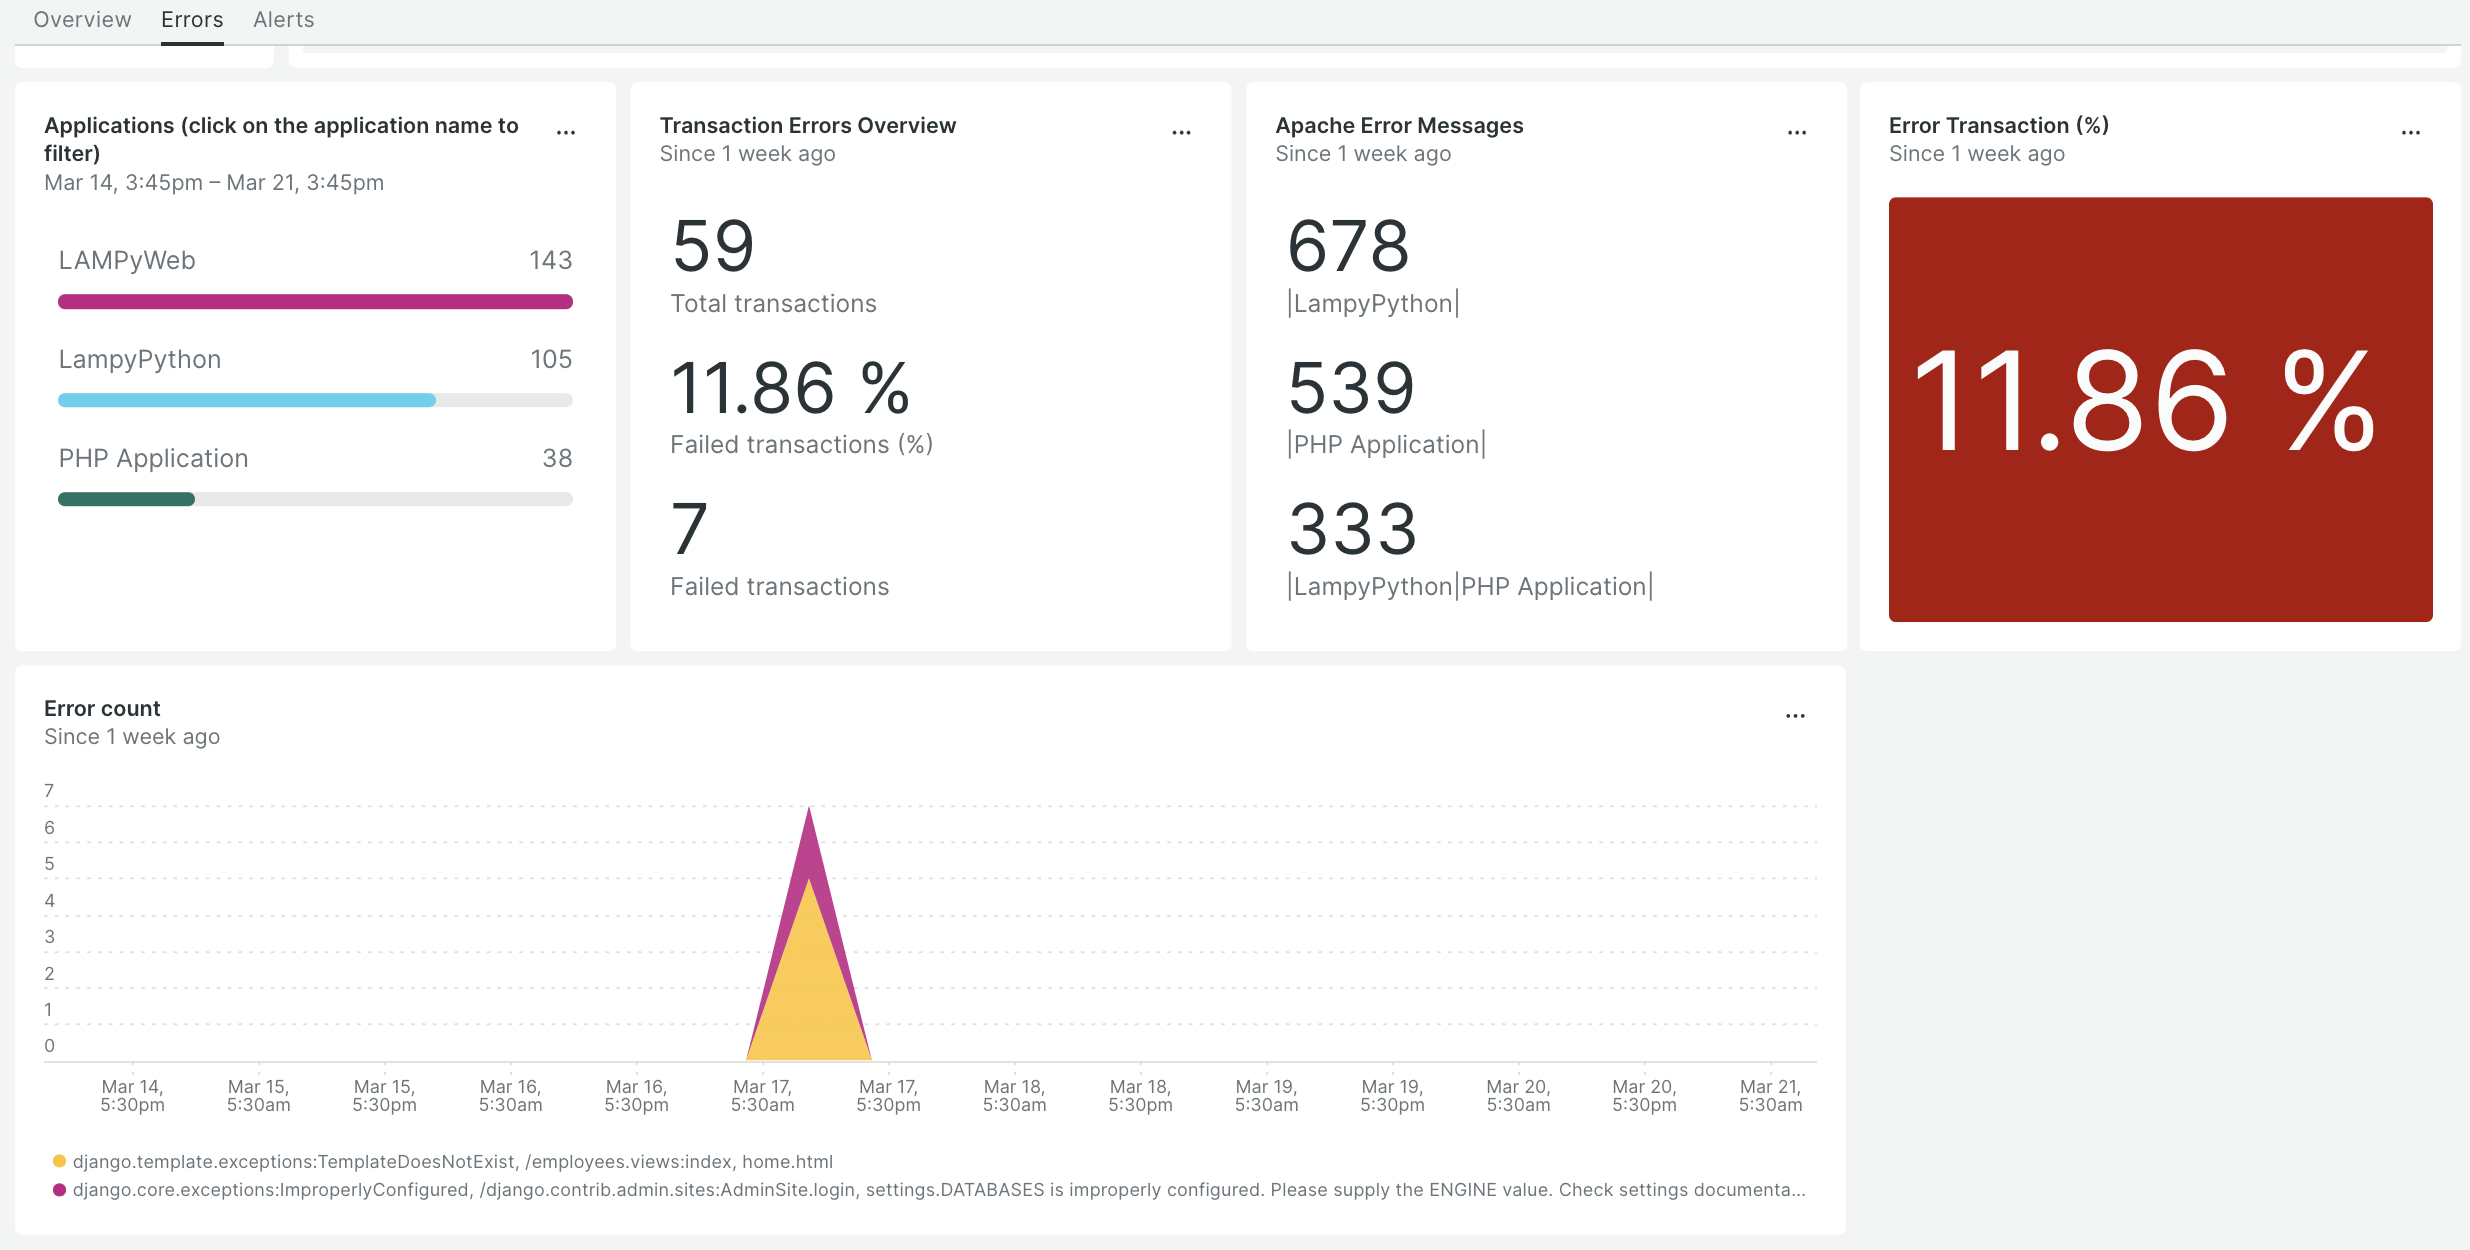 Overview Errors Alerts
Applications (click on the application name to
filter)
...
Mar 14, 3:45pm – Mar 21, 3:45pm
LAMPyWeb 143
LampyPython 105
PHP Application 38
Transaction Errors Overview
...
Since 1 week ago
59
Total transactions
11.86 %
Failed transactions (%)
7
Failed transactions
Apache Error Messages
...
Since 1 week ago
678
|LampyPython|
539
|PHP Application|
333
|LampyPython|PHP Application|
Error Transaction (%)
...
Since 1 week ago
11.86 %
Error count
...
Since 1 week ago
7
6
5
4
3
2
1
0
Mar 14,
5:30pm
Mar 15,
5:30am
Mar 15,
5:30pm
Mar 16,
5:30am
Mar 16,
5:30pm
Mar 17,
5:30am
Mar 17,
5:30pm
Mar 18,
5:30am
Mar 18,
5:30pm
Mar 19,
5:30am
Mar 19,
5:30pm
Mar 20,
5:30am
Mar 20,
5:30pm
Mar 21,
5:30am
django.template.exceptions:TemplateDoesNotExist, /employees.views:index, home.html
django.core.exceptions:ImproperlyConfigured, /django.contrib.admin.sites:AdminSite.login, settings.DATABASES is improperly configured. Please supply the ENGINE value. Check settings documenta...